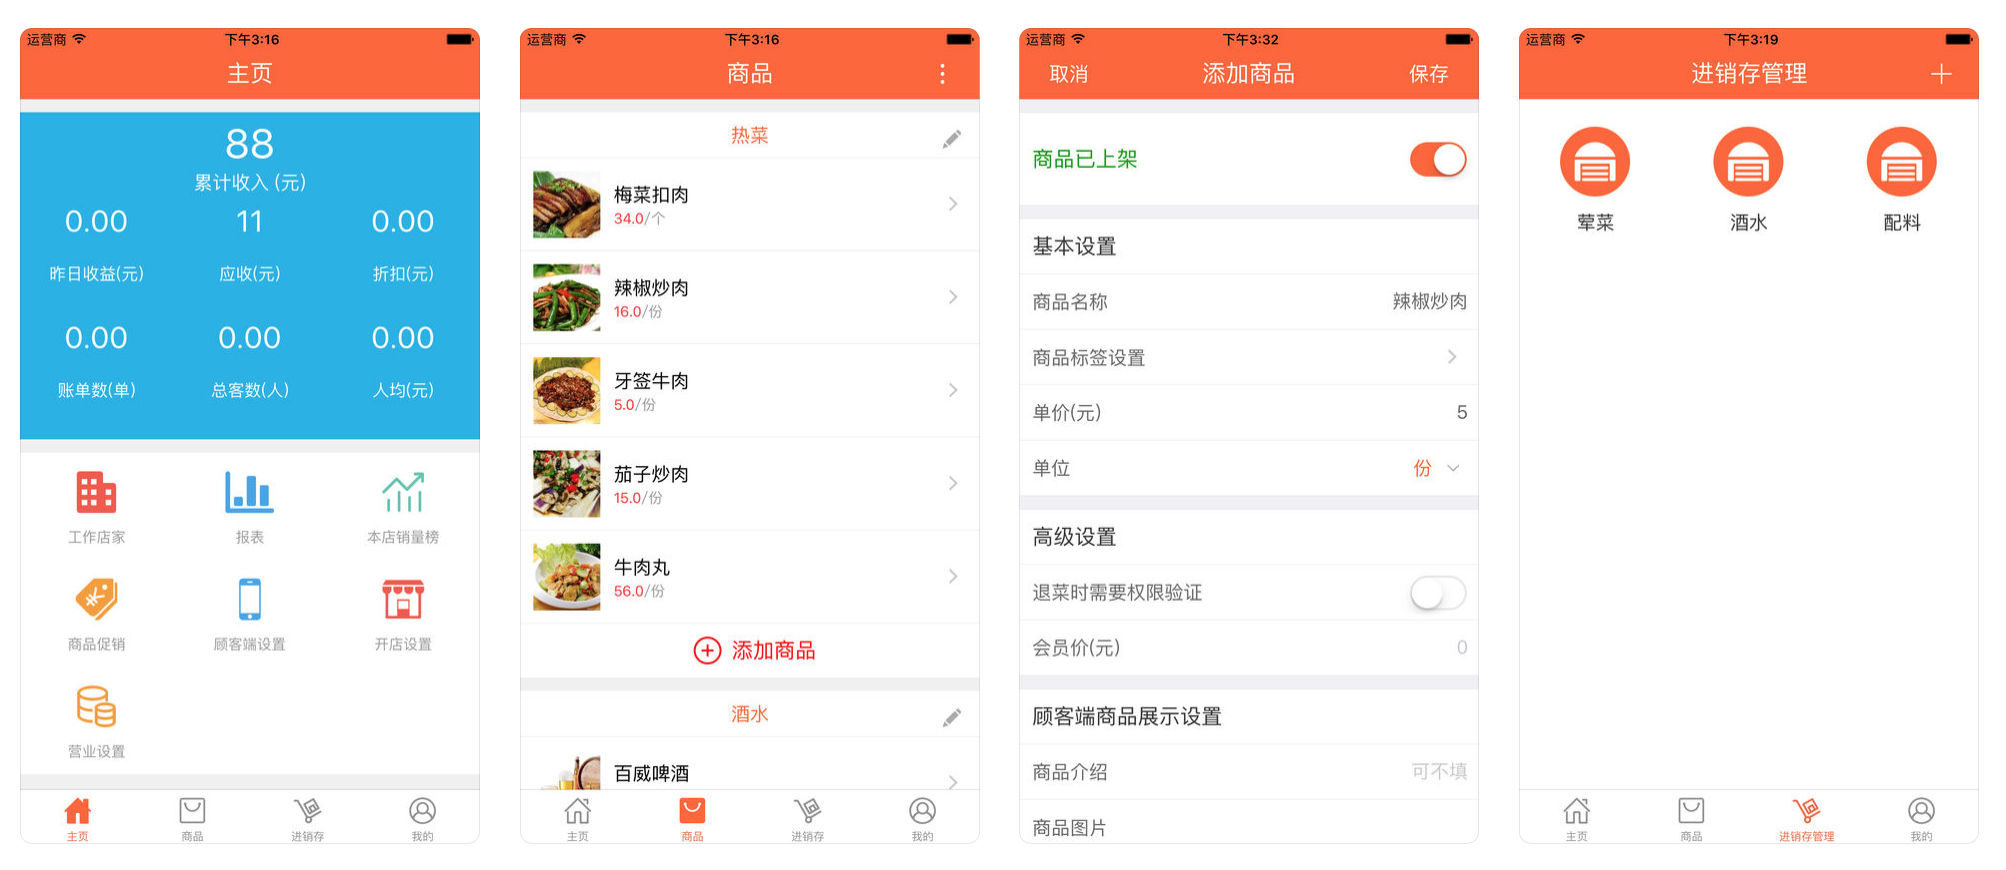 运营商
下午3:16
主页
88
累计收入 (元)
0.00
11
0.00
昨日收益(元)
应收(元)
折扣(元)
0.00
0.00
0.00
账单数(单)
总客数(人)
人均(元)
工作店家
报表
本店销量榜
商品促销
顾客端设置
开店设置
营业设置
主页
商品
进销存
我的
运营商
下午3:16
商品
热菜
梅菜扣肉
34.0/个
辣椒炒肉
16.0/份
牙签牛肉
5.0/份
茄子炒肉
15.0/份
牛肉丸
56.0/份
添加商品
酒水
百威啤酒
主页
商品
进销存
我的
运营商
下午3:32
取消
添加商品
保存
商品已上架
基本设置
商品名称
辣椒炒肉
商品标签设置
单价(元)
5
单位
份
高级设置
退菜时需要权限验证
会员价(元)
0
顾客端商品展示设置
商品介绍
可不填
商品图片
运营商
下午3:19
进销存管理
荤菜
酒水
配料
主页
商品
进销存管理
我的